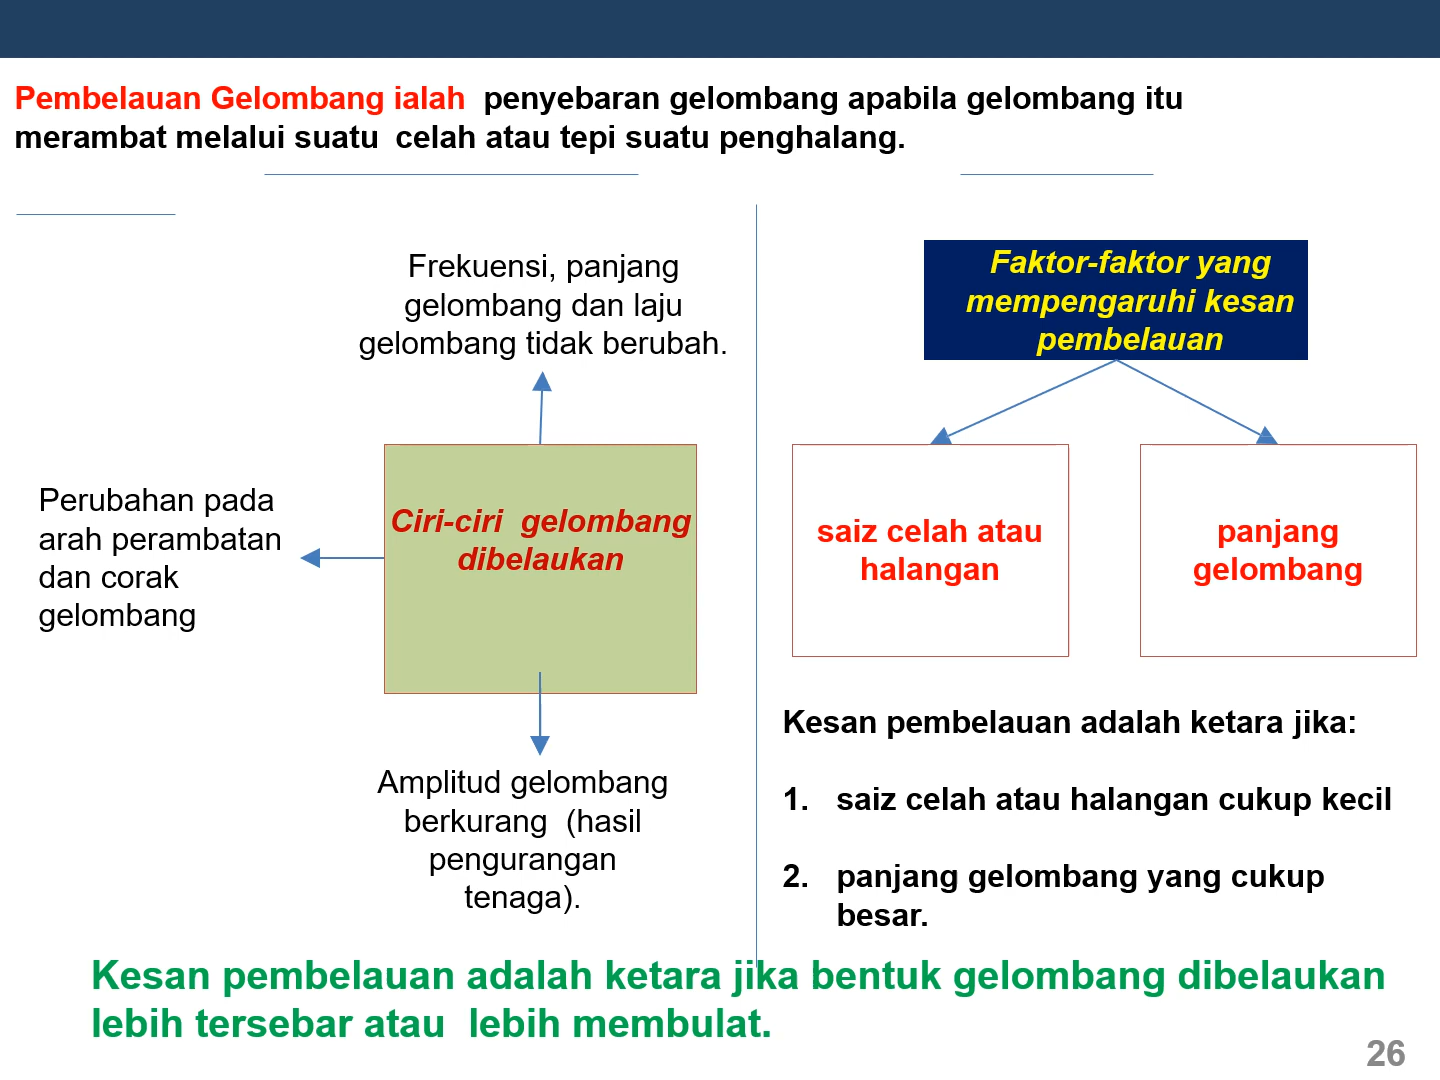 Pembelauan Gelombang ialah  penyebaran gelombang apabila gelombang itu
merambat melalui suatu  celah atau tepi suatu penghalang.
Frekuensi, panjang
gelombang dan laju
gelombang tidak berubah.
Perubahan pada
arah perambatan
dan corak
gelombang
Ciri-ciri  gelombang
dibelaukan
Amplitud gelombang
berkurang  (hasil
pengurangan
tenaga).
Faktor-faktor yang
mempengaruhi kesan
pembelauan
saiz celah atau
halangan
panjang
gelombang
Kesan pembelauan adalah ketara jika:
1. saiz celah atau halangan cukup kecil
2. panjang gelombang yang cukup
besar.
Kesan pembelauan adalah ketara jika bentuk gelombang dibelaukan
lebih tersebar atau  lebih membulat.
26